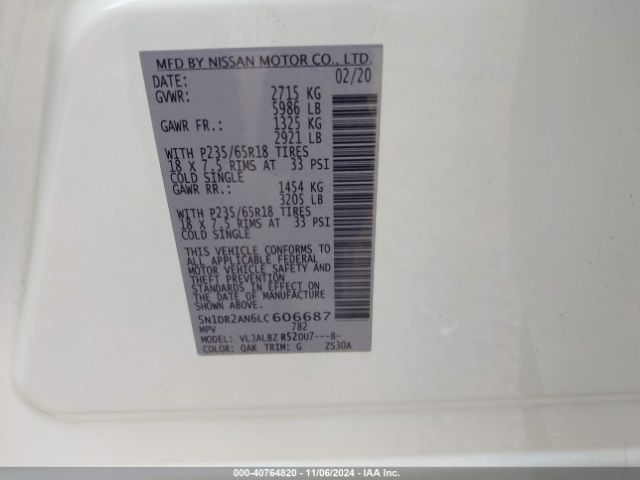 MFD BY NISSAN MOTOR CO., LTD.
DATE: 02/20
GVWR: 2715 KG
5986 LB
GAWR FR.: 1325 KG
2921 LB
WITH P235/65R18 TIRES
18 X 7.5 RIMS AT 33 PSI
COLD SINGLE
GAWR RR.: 1454 KG
3205 LB
WITH P235/65R18 TIRES
18 X 7.5 RIMS AT 33 PSI
COLD SINGLE
THIS VEHICLE CONFORMS TO
ALL APPLICABLE FEDERAL
MOTOR VEHICLE SAFETY AND
THEFT PREVENTION
STANDARDS IN EFFECT ON
THE DATE OF MANUFACTURE
SHOWN ABOVE.
5N1DR2AN6LC606687
MPV 782
MODEL: VLJALBZ R520U7---B-
COLOR: QAK TRIM: G ZS30A
000-40764820 - 11/06/2024 - IAA Inc.